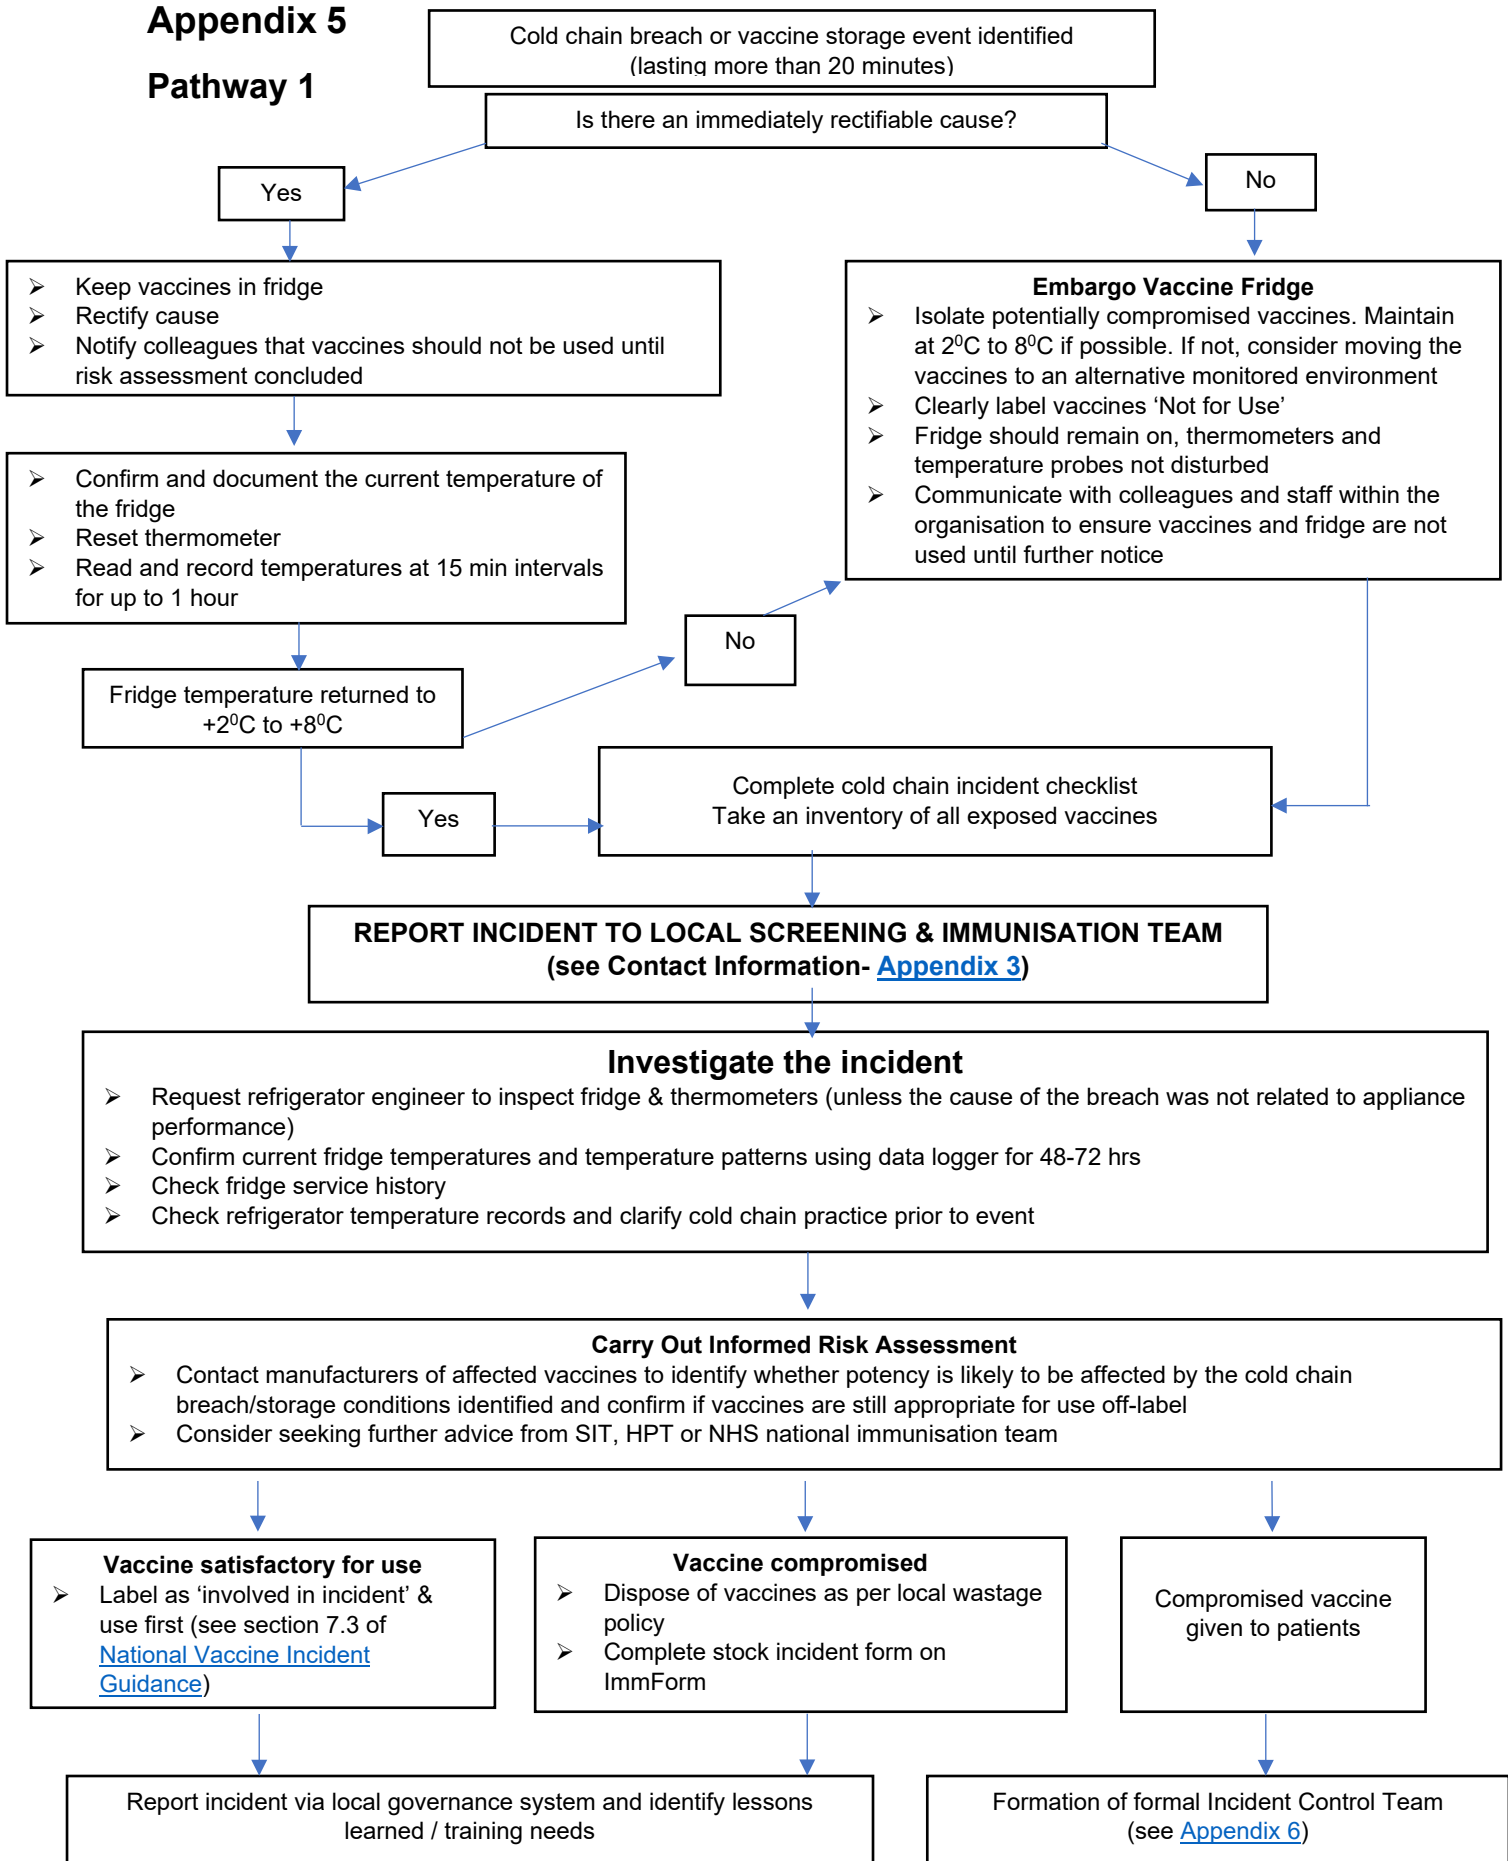 Appendix 5
Pathway 1
Cold chain breach or vaccine storage event identified
(lasting more than 20 minutes)
Is there an immediately rectifiable cause?
Yes
No
➢ Keep vaccines in fridge
➢ Rectify cause
➢ Notify colleagues that vaccines should not be used until
risk assessment concluded
Embargo Vaccine Fridge
➢ Isolate potentially compromised vaccines. Maintain
at 2⁰C to 8⁰C if possible. If not, consider moving the
vaccines to an alternative monitored environment
➢ Clearly label vaccines ‘Not for Use’
➢ Fridge should remain on, thermometers and
temperature probes not disturbed
➢ Communicate with colleagues and staff within the
organisation to ensure vaccines and fridge are not
used until further notice
➢ Confirm and document the current temperature of
the fridge
➢ Reset thermometer
➢ Read and record temperatures at 15 min intervals
for up to 1 hour
No
Fridge temperature returned to
+2⁰C to +8⁰C
Yes
Complete cold chain incident checklist
Take an inventory of all exposed vaccines
REPORT INCIDENT TO LOCAL SCREENING & IMMUNISATION TEAM
(see Contact Information- Appendix 3)
Investigate the incident
➢ Request refrigerator engineer to inspect fridge & thermometers (unless the cause of the breach was not related to appliance
performance)
➢ Confirm current fridge temperatures and temperature patterns using data logger for 48-72 hrs
➢ Check fridge service history
➢ Check refrigerator temperature records and clarify cold chain practice prior to event
Carry Out Informed Risk Assessment
➢ Contact manufacturers of affected vaccines to identify whether potency is likely to be affected by the cold chain
breach/storage conditions identified and confirm if vaccines are still appropriate for use off-label
➢ Consider seeking further advice from SIT, HPT or NHS national immunisation team
Vaccine satisfactory for use
➢ Label as ‘involved in incident’ &
use first (see section 7.3 of
National Vaccine Incident
Guidance)
Vaccine compromised
➢ Dispose of vaccines as per local wastage
policy
➢ Complete stock incident form on
ImmForm
Compromised vaccine
given to patients
Report incident via local governance system and identify lessons
learned / training needs
Formation of formal Incident Control Team
(see Appendix 6)